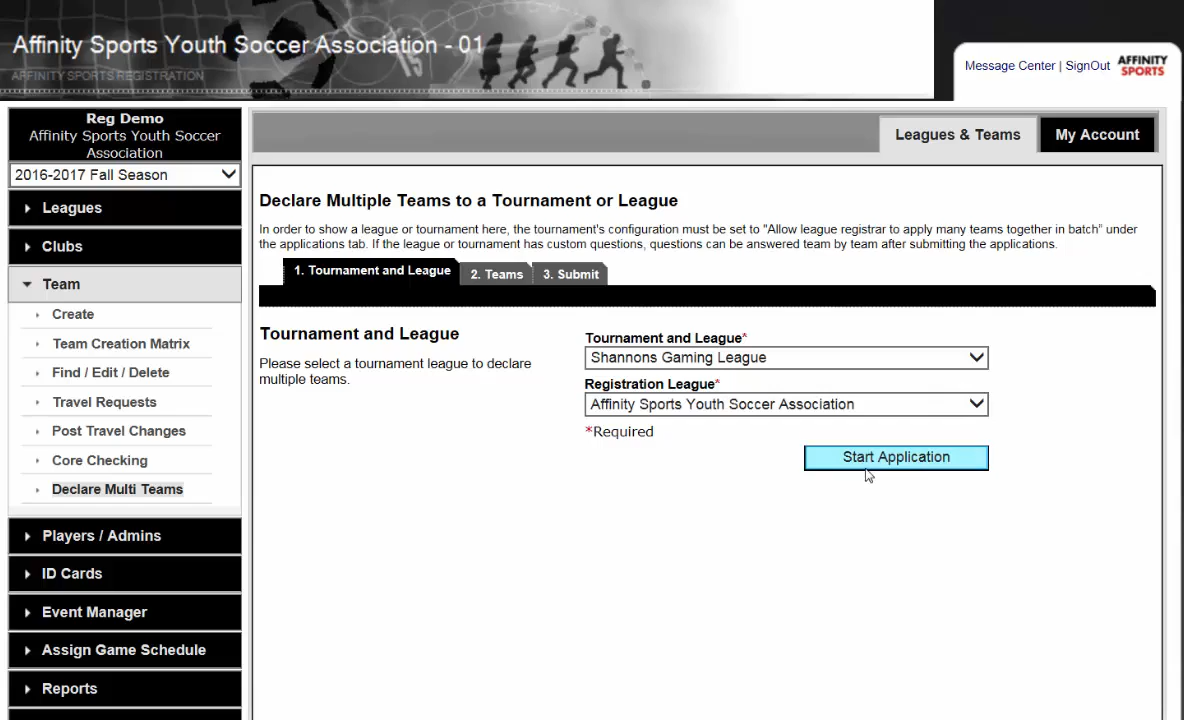 Affinity Sports Youth Soccer Association - 01
AFFINITY SPORTS REGISTRATION
Message Center | SignOut
AFFINITY
SPORTS
Reg Demo
Affinity Sports Youth Soccer
Association
2016-2017 Fall Season
Leagues
Clubs
Team
Create
Team Creation Matrix
Find / Edit / Delete
Travel Requests
Post Travel Changes
Core Checking
Declare Multi Teams
Players / Admins
ID Cards
Event Manager
Assign Game Schedule
Reports
Leagues & Teams
My Account
Declare Multiple Teams to a Tournament or League
In order to show a league or tournament here, the tournament's configuration must be set to "Allow league registrar to apply many teams together in batch" under
the applications tab. If the league or tournament has custom questions, questions can be answered team by team after submitting the applications.
1. Tournament and League
2. Teams
3. Submit
Tournament and League
Please select a tournament league to declare
multiple teams.
Tournament and League*
Shannons Gaming League
Registration League*
Affinity Sports Youth Soccer Association
*Required
Start Application